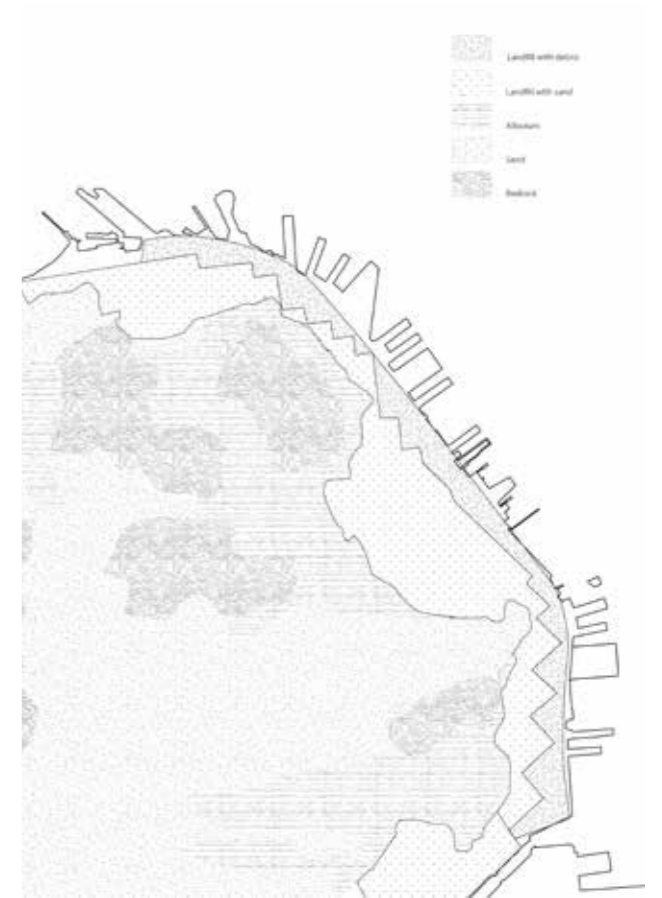 Landfill with debris
Landfill with sand
Alluvium
Sand
Bedrock